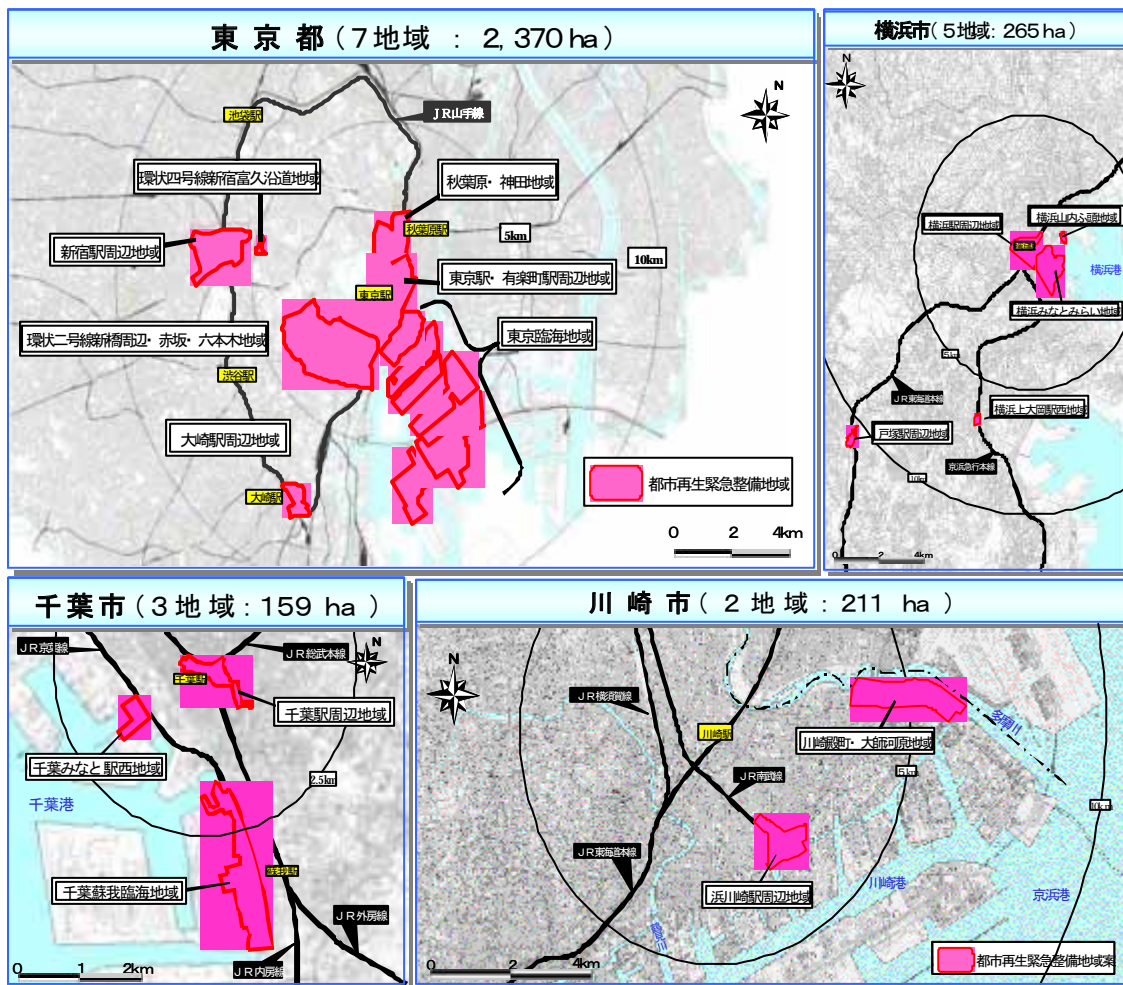 東京都(7地域 : 2,370ha)
N
池袋駅
JR山手線
環状四号線新宿富久沿道地域
秋葉原・神田地域
秋葉原駅
5km
新宿駅周辺地域
10km
東京駅・有楽町駅周辺地域
東京駅
環状二号線新橋周辺・赤坂・六本木地域
東京臨海地域
渋谷駅
大崎駅周辺地域
大崎駅
都市再生緊急整備地域
0 2 4km
横浜市(5地域:265ha)
N
横浜駅周辺地域
横浜山内ふ頭地域
横浜港
横浜みなとみらい地域
5km
JR東海道本線
横浜上大岡駅西地域
戸塚駅周辺地域
京浜急行本線
10km
0 2 4km
千葉市(3地域:159 ha)
JR京葉線
JR総武本線
N
千葉駅
千葉駅周辺地域
千葉みなと駅西地域
2.5km
千葉港
蘇我駅
千葉蘇我臨海地域
JR外房線
JR内房線
0 1 2km
川崎市(2地域:211 ha)
N
JR横須賀線
川崎駅
多摩川
川崎殿町・大師河原地域
5km
JR南武線
10km
JR東海道本線
川崎港
京浜港
浜川崎駅周辺地域
0 2 4km
都市再生緊急整備地域案